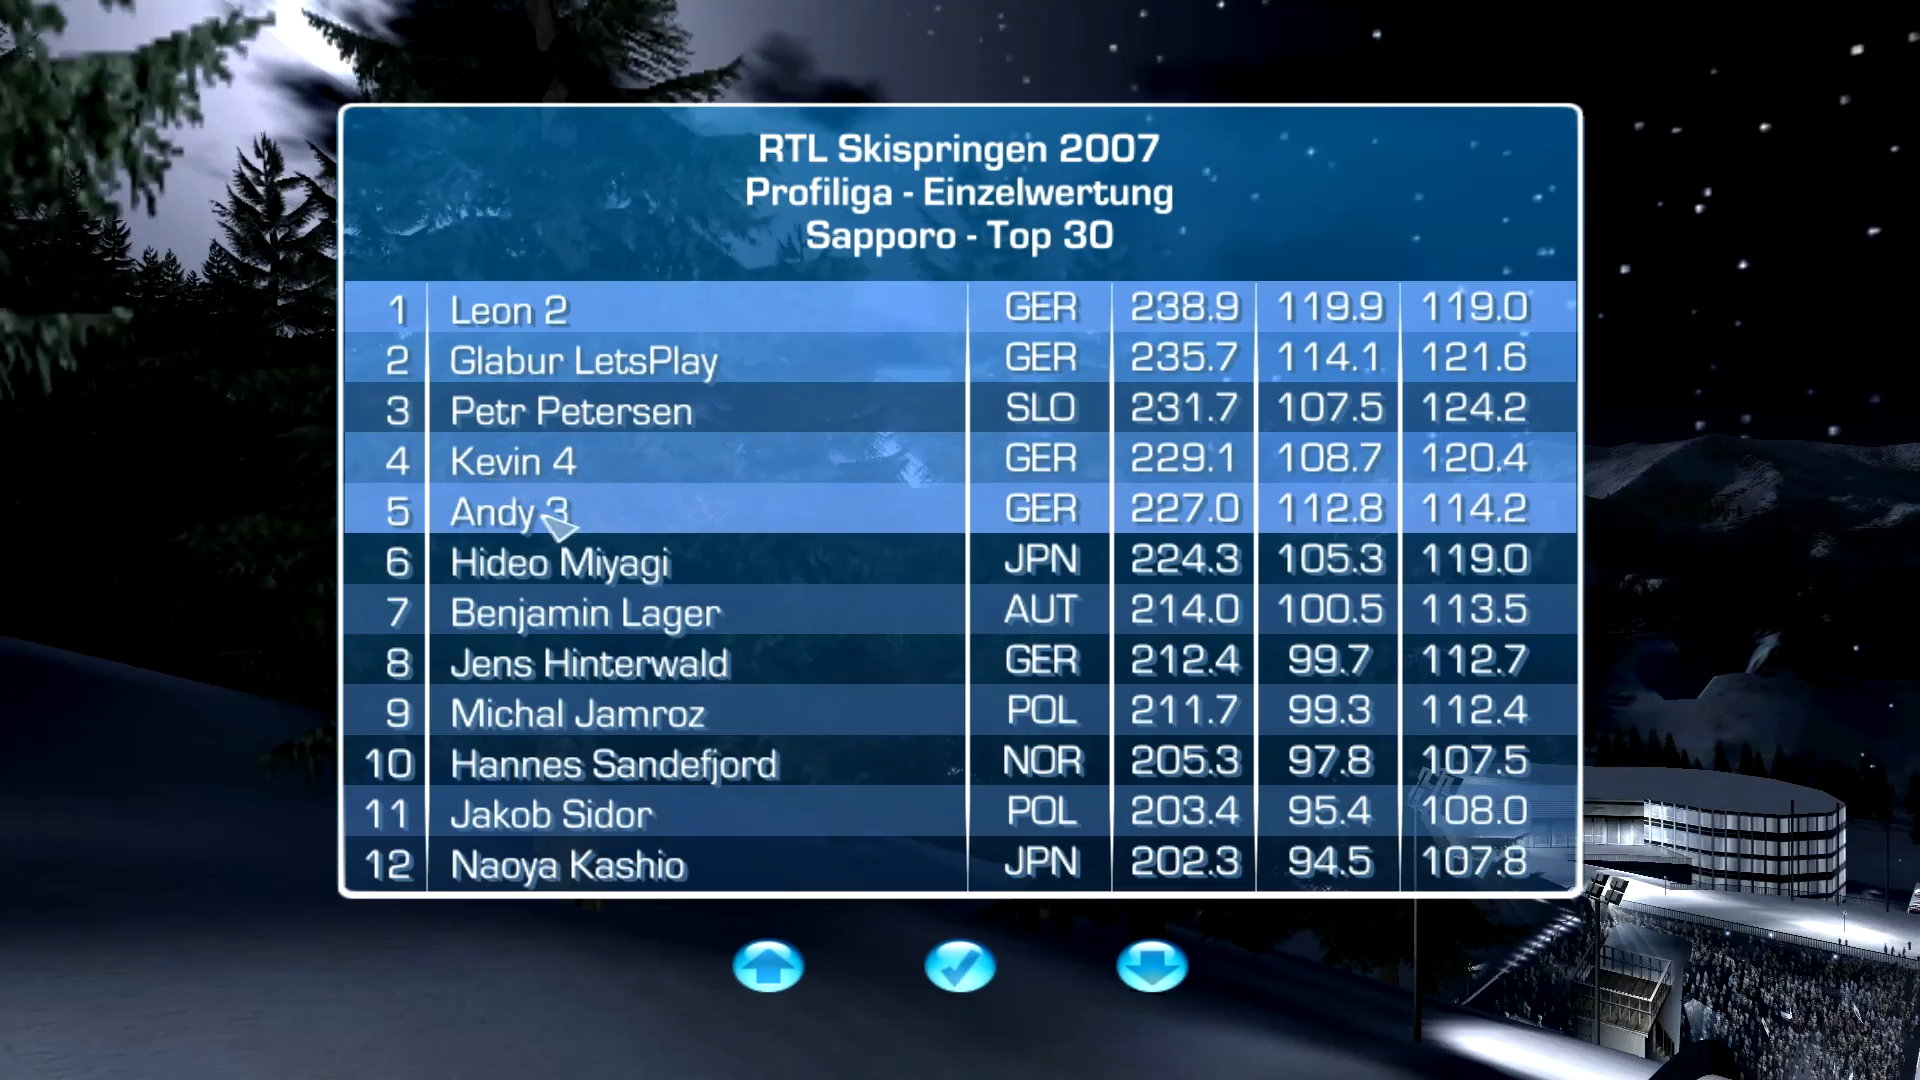 RTL Skispringen 2007
Profiliga - Einzelwertung
Sapporo - Top 30
1 Leon 2 GER 238.9 119.9 119.0
2 Glabur LetsPlay GER 235.7 114.1 121.6
3 Petr Petersen SLO 231.7 107.5 124.2
4 Kevin 4 GER 229.1 108.7 120.4
5 Andy 3 GER 227.0 112.8 114.2
6 Hideo Miyagi JPN 224.3 105.3 119.0
7 Benjamin Lager AUT 214.0 100.5 113.5
8 Jens Hinterwald GER 212.4 99.7 112.7
9 Michal Jamroz POL 211.7 99.3 112.4
10 Hannes Sandefjord NOR 205.3 97.8 107.5
11 Jakob Sidor POL 203.4 95.4 108.0
12 Naoya Kashio JPN 202.3 94.5 107.8